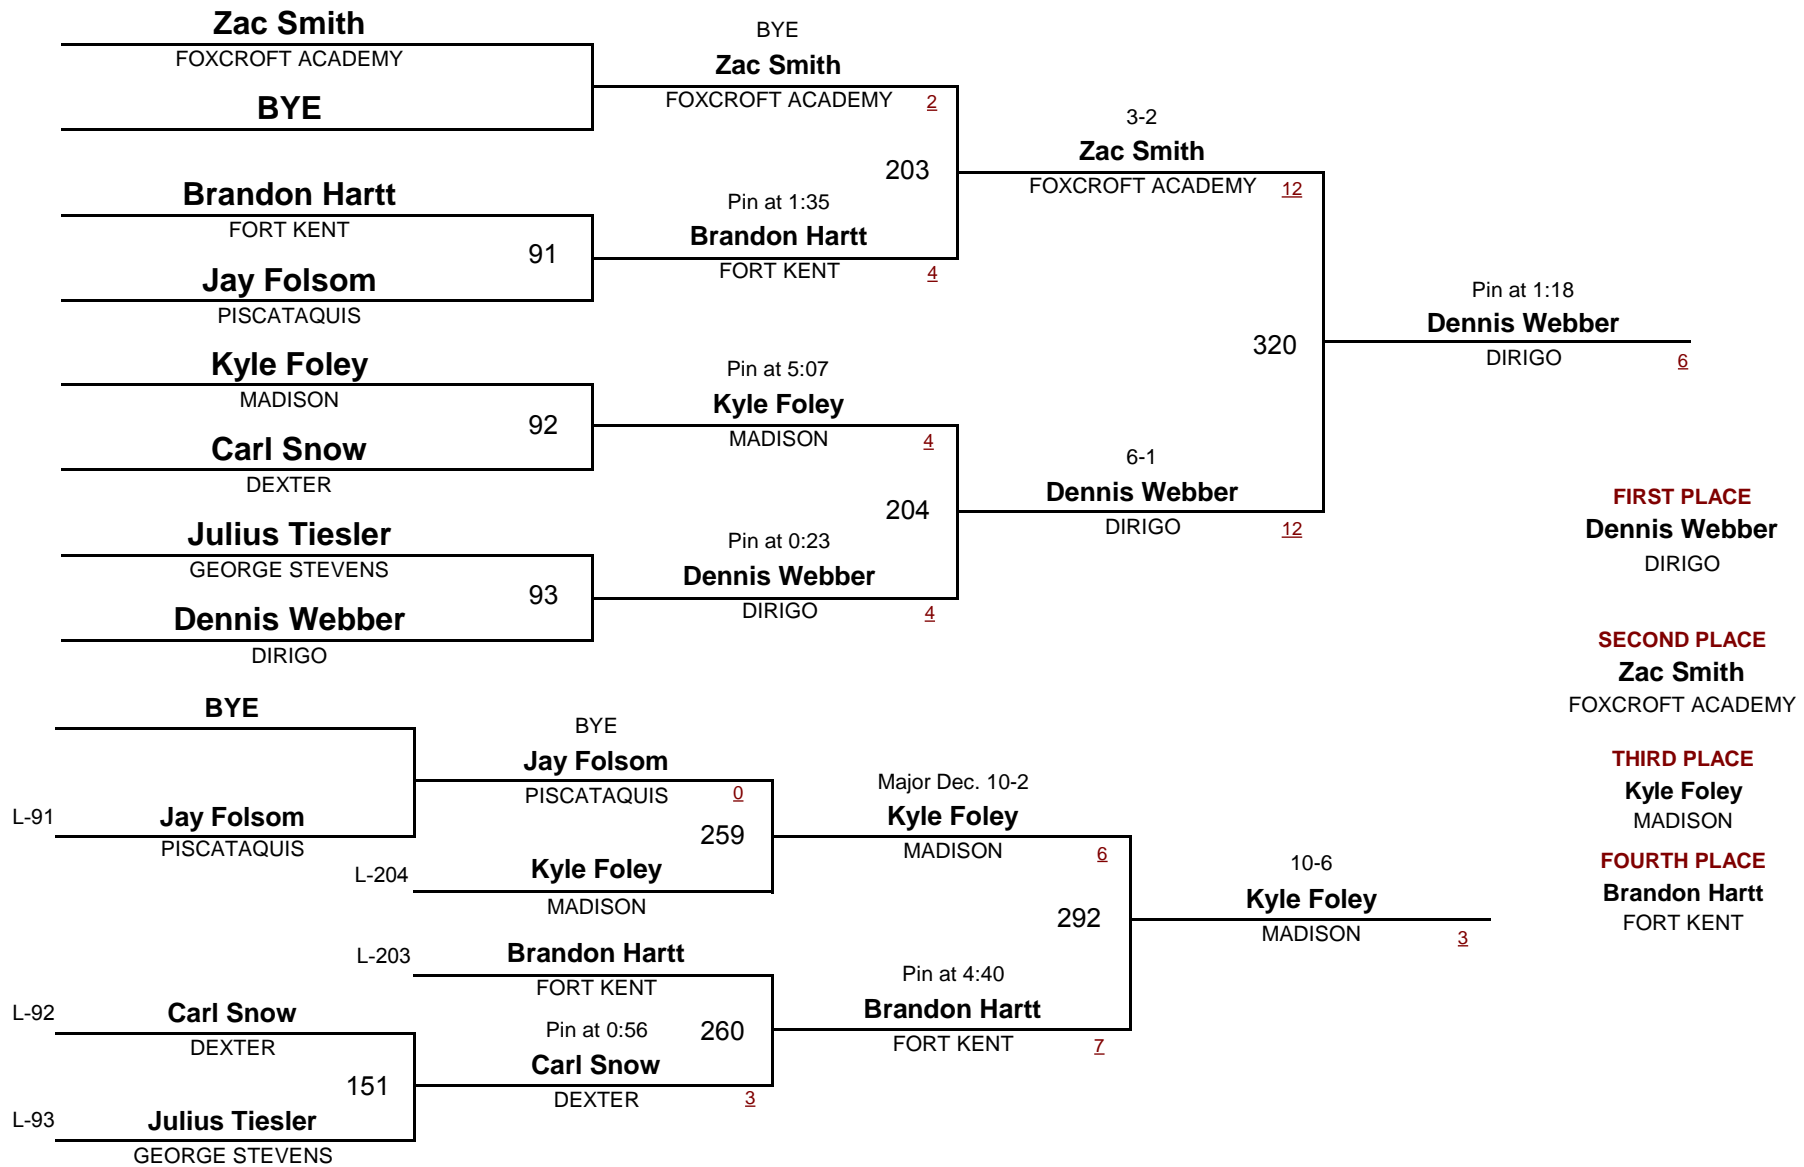 Zac Smith
FOXCROFT ACADEMY
BYE
Brandon Hartt
FORT KENT
91
Jay Folsom
PISCATAQUIS
Kyle Foley
MADISON
92
Carl Snow
DEXTER
Julius Tiesler
GEORGE STEVENS
93
Dennis Webber
DIRIGO
BYE
Zac Smith
FOXCROFT ACADEMY 2
203
Pin at 1:35
Brandon Hartt
FORT KENT 4
Pin at 5:07
Kyle Foley
MADISON 4
204
Pin at 0:23
Dennis Webber
DIRIGO 4
3-2
Zac Smith
FOXCROFT ACADEMY 12
320
6-1
Dennis Webber
DIRIGO 12
Pin at 1:18
Dennis Webber
DIRIGO 6
FIRST PLACE
Dennis Webber
DIRIGO
SECOND PLACE
Zac Smith
FOXCROFT ACADEMY
THIRD PLACE
Kyle Foley
MADISON
FOURTH PLACE
Brandon Hartt
FORT KENT
BYE
L-91 Jay Folsom
PISCATAQUIS
L-92 Carl Snow
DEXTER
151
L-93 Julius Tiesler
GEORGE STEVENS
BYE
Jay Folsom
PISCATAQUIS 0
259
L-204 Kyle Foley
MADISON
L-203 Brandon Hartt
FORT KENT
Pin at 0:56 260
Carl Snow
DEXTER 3
Major Dec. 10-2
Kyle Foley
MADISON 6
292
Pin at 4:40
Brandon Hartt
FORT KENT 7
10-6
Kyle Foley
MADISON 3